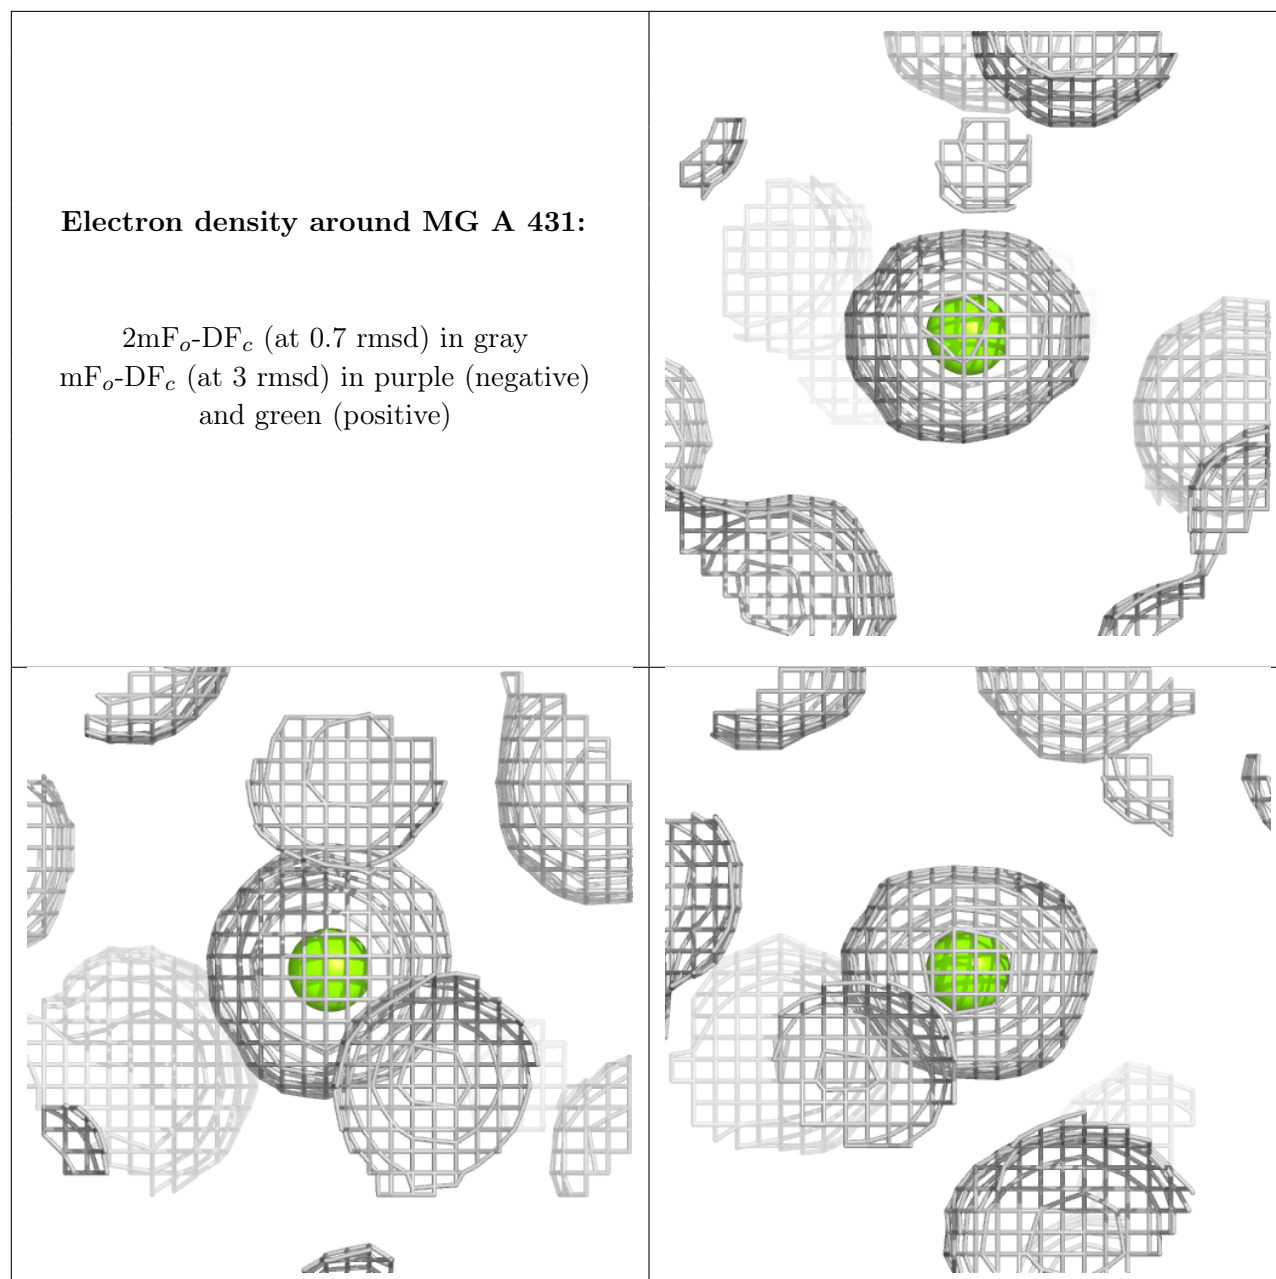 Electron density around MG A 431:
2mFo-DFc (at 0.7 rmsd) in gray
mFo-DFc (at 3 rmsd) in purple (negative)
and green (positive)